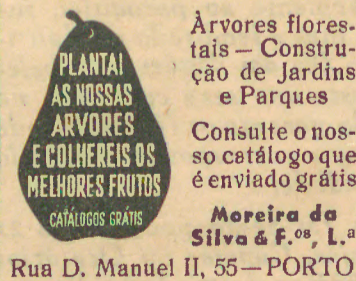 PLANTAI
AS NOSSAS
ARVORES
E COLHEREIS OS
MELHORES FRUTOS
CATÁLOGOS GRÁTIS
Àrvores flores-
tais — Constru-
ção de Jardins
e Parques
Consulte o nos-
so catálogo que
é enviado grátis
Moreira da
Silva & F.os, L.a
Rua D. Manuel II, 55—PORTO